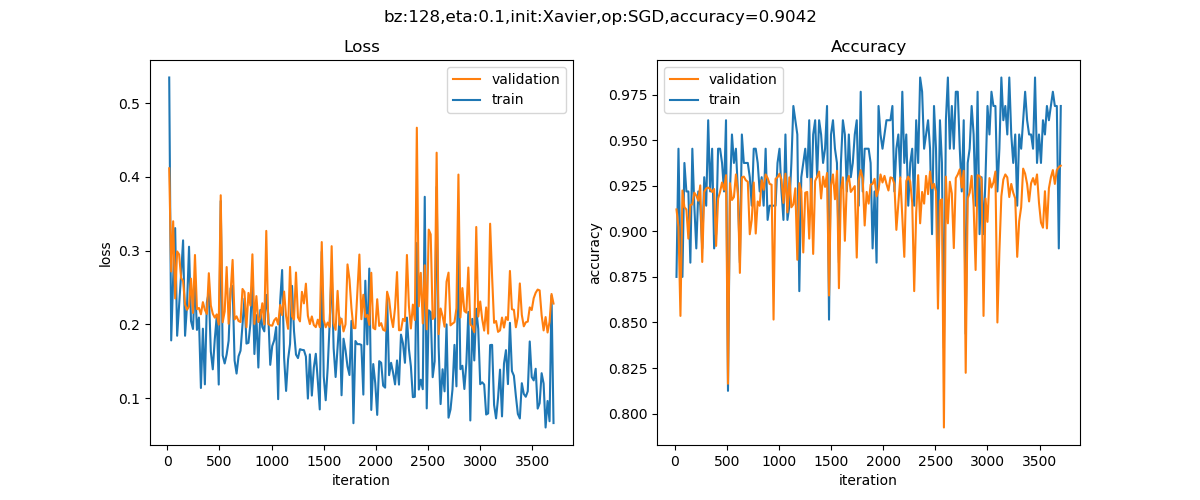 bz:128,eta:0.1,init:Xavier,op:SGD,accuracy=0.9042
Loss
validation
train
0.5
0.4
0.3
0.2
0.1
loss
0
500
1000
1500
2000
2500
3000
3500
iteration
Accuracy
validation
train
0.975
0.950
0.925
0.900
0.875
0.850
0.825
0.800
accuracy
0
500
1000
1500
2000
2500
3000
3500
iteration